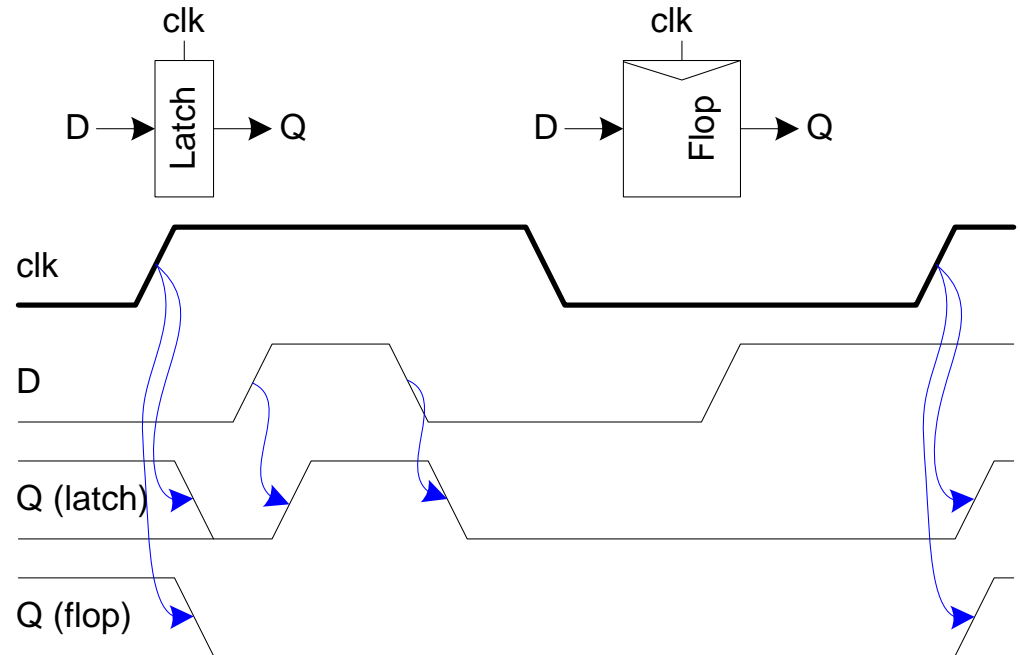 clk clk
D Latch Q D Flop Q
clk
D
Q (latch)
Q (flop)